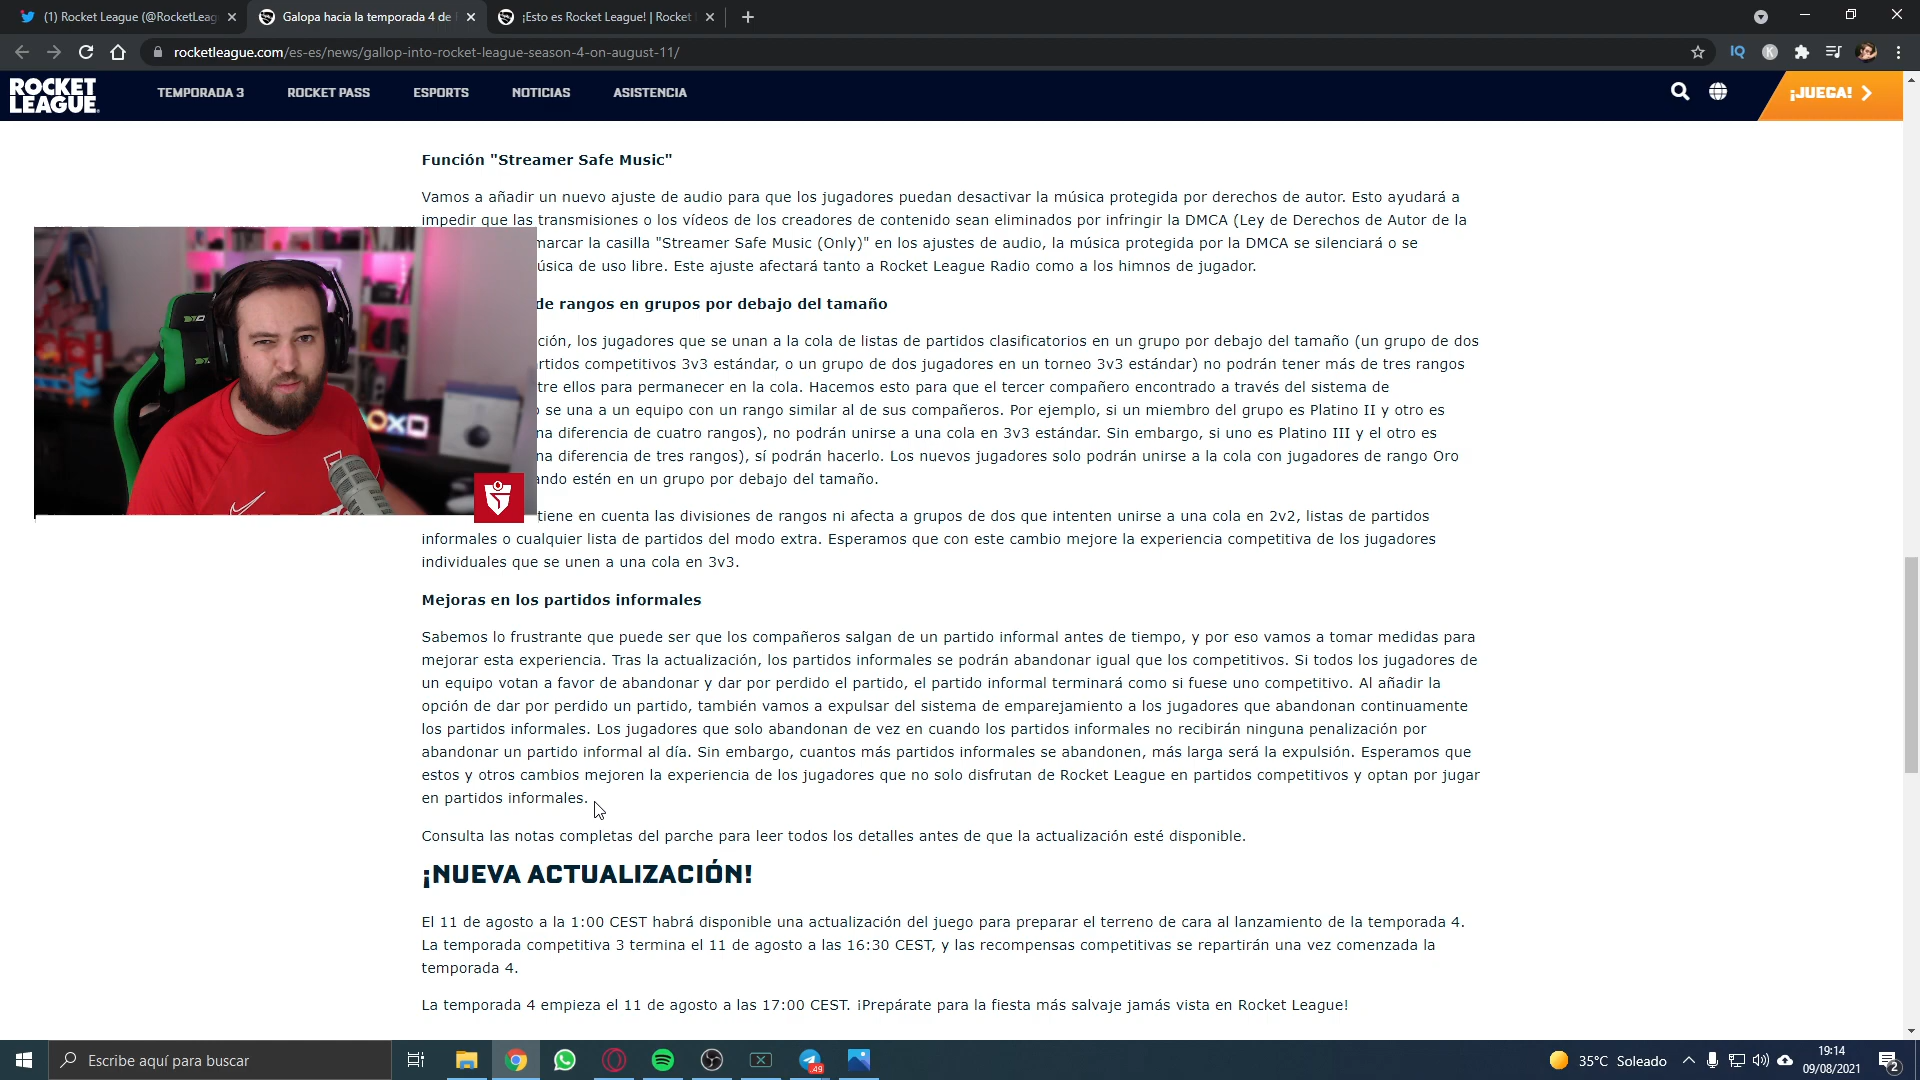 (1) Rocket League (@RocketLeag
Galopa hacia la temporada 4 de
¡Esto es Rocket League! | Rocket
rocketleague.com/es-es/news/gallop-into-rocket-league-season-4-on-august-11/
IQ
K
ROCKET
LEAGUE
TEMPORADA 3
ROCKET PASS
ESPORTS
NOTICIAS
ASISTENCIA
¡JUEGA!
Función "Streamer Safe Music"
Vamos a añadir un nuevo ajuste de audio para que los jugadores puedan desactivar la música protegida por derechos de autor. Esto ayudará a
impedir que las transmisiones o los vídeos de los creadores de contenido sean eliminados por infringir la DMCA (Ley de Derechos de Autor de la
marcar la casilla "Streamer Safe Music (Only)" en los ajustes de audio, la música protegida por la DMCA se silenciará o se
úsica de uso libre. Este ajuste afectará tanto a Rocket League Radio como a los himnos de jugador.
de rangos en grupos por debajo del tamaño
ción, los jugadores que se unan a la cola de listas de partidos clasificatorios en un grupo por debajo del tamaño (un grupo de dos
rtidos competitivos 3v3 estándar, o un grupo de dos jugadores en un torneo 3v3 estándar) no podrán tener más de tres rangos
tre ellos para permanecer en la cola. Hacemos esto para que el tercer compañero encontrado a través del sistema de
se una a un equipo con un rango similar al de sus compañeros. Por ejemplo, si un miembro del grupo es Platino II y otro es
na diferencia de cuatro rangos), no podrán unirse a una cola en 3v3 estándar. Sin embargo, si uno es Platino III y el otro es
na diferencia de tres rangos), sí podrán hacerlo. Los nuevos jugadores solo podrán unirse a la cola con jugadores de rango Oro
ando estén en un grupo por debajo del tamaño.
tiene en cuenta las divisiones de rangos ni afecta a grupos de dos que intenten unirse a una cola en 2v2, listas de partidos
informales o cualquier lista de partidos del modo extra. Esperamos que con este cambio mejore la experiencia competitiva de los jugadores
individuales que se unen a una cola en 3v3.
Mejoras en los partidos informales
Sabemos lo frustrante que puede ser que los compañeros salgan de un partido informal antes de tiempo, y por eso vamos a tomar medidas para
mejorar esta experiencia. Tras la actualización, los partidos informales se podrán abandonar igual que los competitivos. Si todos los jugadores de
un equipo votan a favor de abandonar y dar por perdido el partido, el partido informal terminará como si fuese uno competitivo. Al añadir la
opción de dar por perdido un partido, también vamos a expulsar del sistema de emparejamiento a los jugadores que abandonan continuamente
los partidos informales. Los jugadores que solo abandonan de vez en cuando los partidos informales no recibirán ninguna penalización por
abandonar un partido informal al día. Sin embargo, cuantos más partidos informales se abandonen, más larga será la expulsión. Esperamos que
estos y otros cambios mejoren la experiencia de los jugadores que no solo disfrutan de Rocket League en partidos competitivos y optan por jugar
en partidos informales.
Consulta las notas completas del parche para leer todos los detalles antes de que la actualización esté disponible.
¡NUEVA ACTUALIZACIÓN!
El 11 de agosto a la 1:00 CEST habrá disponible una actualización del juego para preparar el terreno de cara al lanzamiento de la temporada 4.
La temporada competitiva 3 termina el 11 de agosto a las 16:30 CEST, y las recompensas competitivas se repartirán una vez comenzada la
temporada 4.
La temporada 4 empieza el 11 de agosto a las 17:00 CEST. ¡Prepárate para la fiesta más salvaje jamás vista en Rocket League!
Escribe aquí para buscar
49
35°C Soleado
19:14
09/08/2021
2